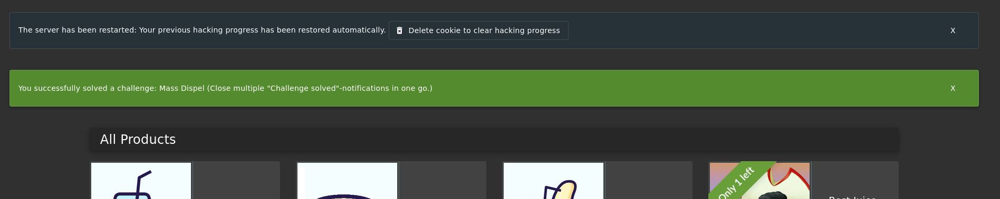 The server has been restarted: Your previous hacking progress has been restored automatically. Delete cookie to clear hacking progress X
You successfully solved a challenge: Mass Dispel (Close multiple "Challenge solved"-notifications in one go.) X
All Products
Only 1 left
Best Juice